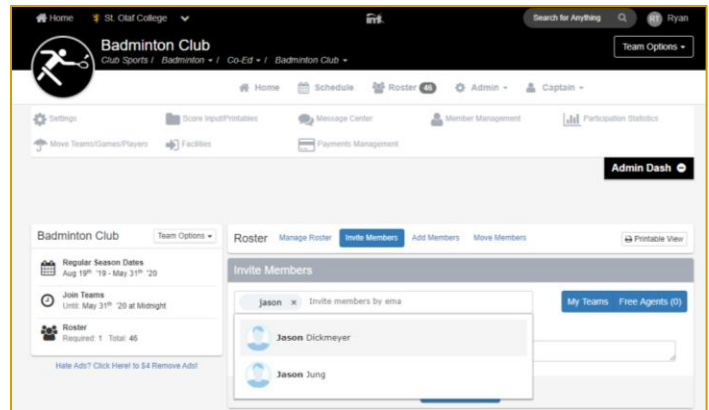 Home St. Olaf College Search for Anything RT Ryan
Badminton Club
Team Options
Club Sports / Badminton / Co-Ed / Badminton Club
Home Schedule Roster 46 Admin Captain
Settings Score Input/Printables Message Center Member Management Participation Statistics
Move Teams/Games/Players Facilities Payments Management
Admin Dash
Badminton Club Team Options Roster Manage Roster Invite Members Add Members Move Members Printable View
Regular Season Dates
Aug 19th '19 - May 31th '20
Invite Members
Join Teams
Until: May 31th '20 at Midnight
jason x Invite members by ema My Teams Free Agents (0)
Roster
Required: 1 Total: 46
Jason Dickmeyer
Hate Ads? Click Here! to $4 Remove Ads!
Jason Jung